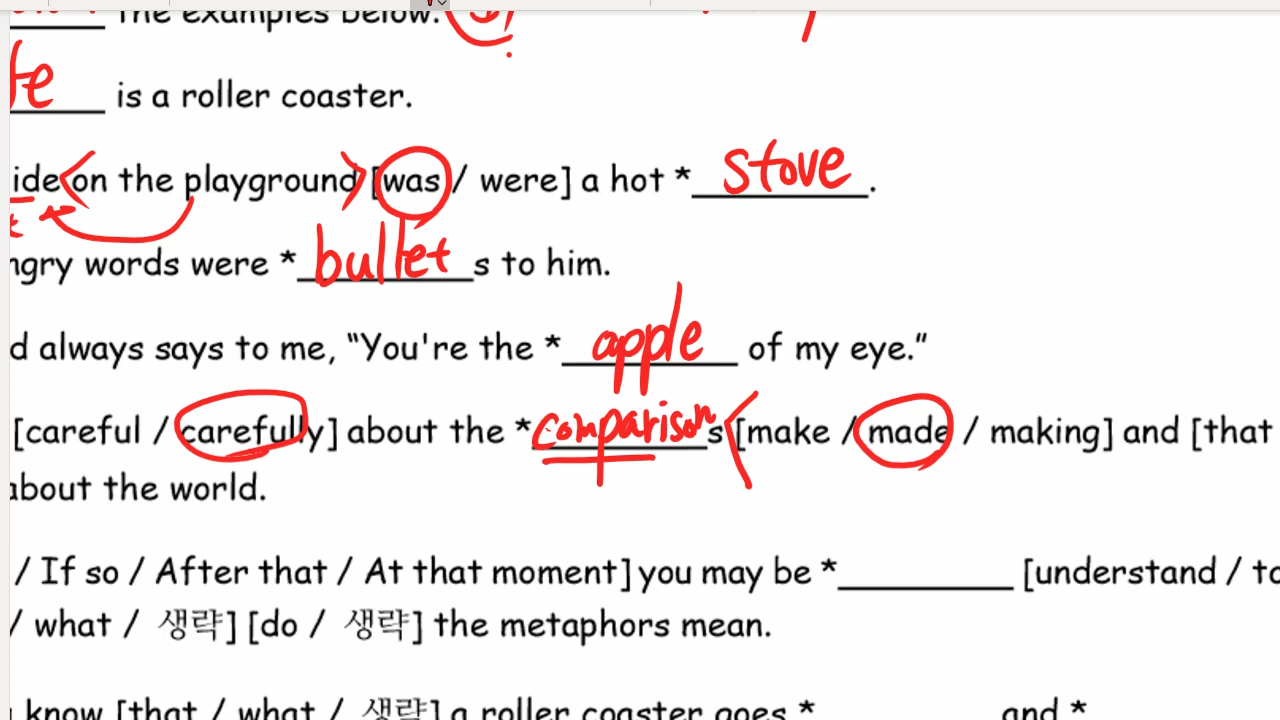 The examples below.
fe is a roller coaster.
ide on the playground [was / were] a hot * stove.
ngry words were * bullets to him.
d always says to me, “You're the * apple of my eye.”
[careful / carefully] about the * comparisons [make / made / making] and [that
about the world.
/ If so / After that / At that moment] you may be *__________ [understand / to
/ what / 생략] [do / 생략] the metaphors mean.
know [that / what / 생략] a roller coaster goes *__________ and *